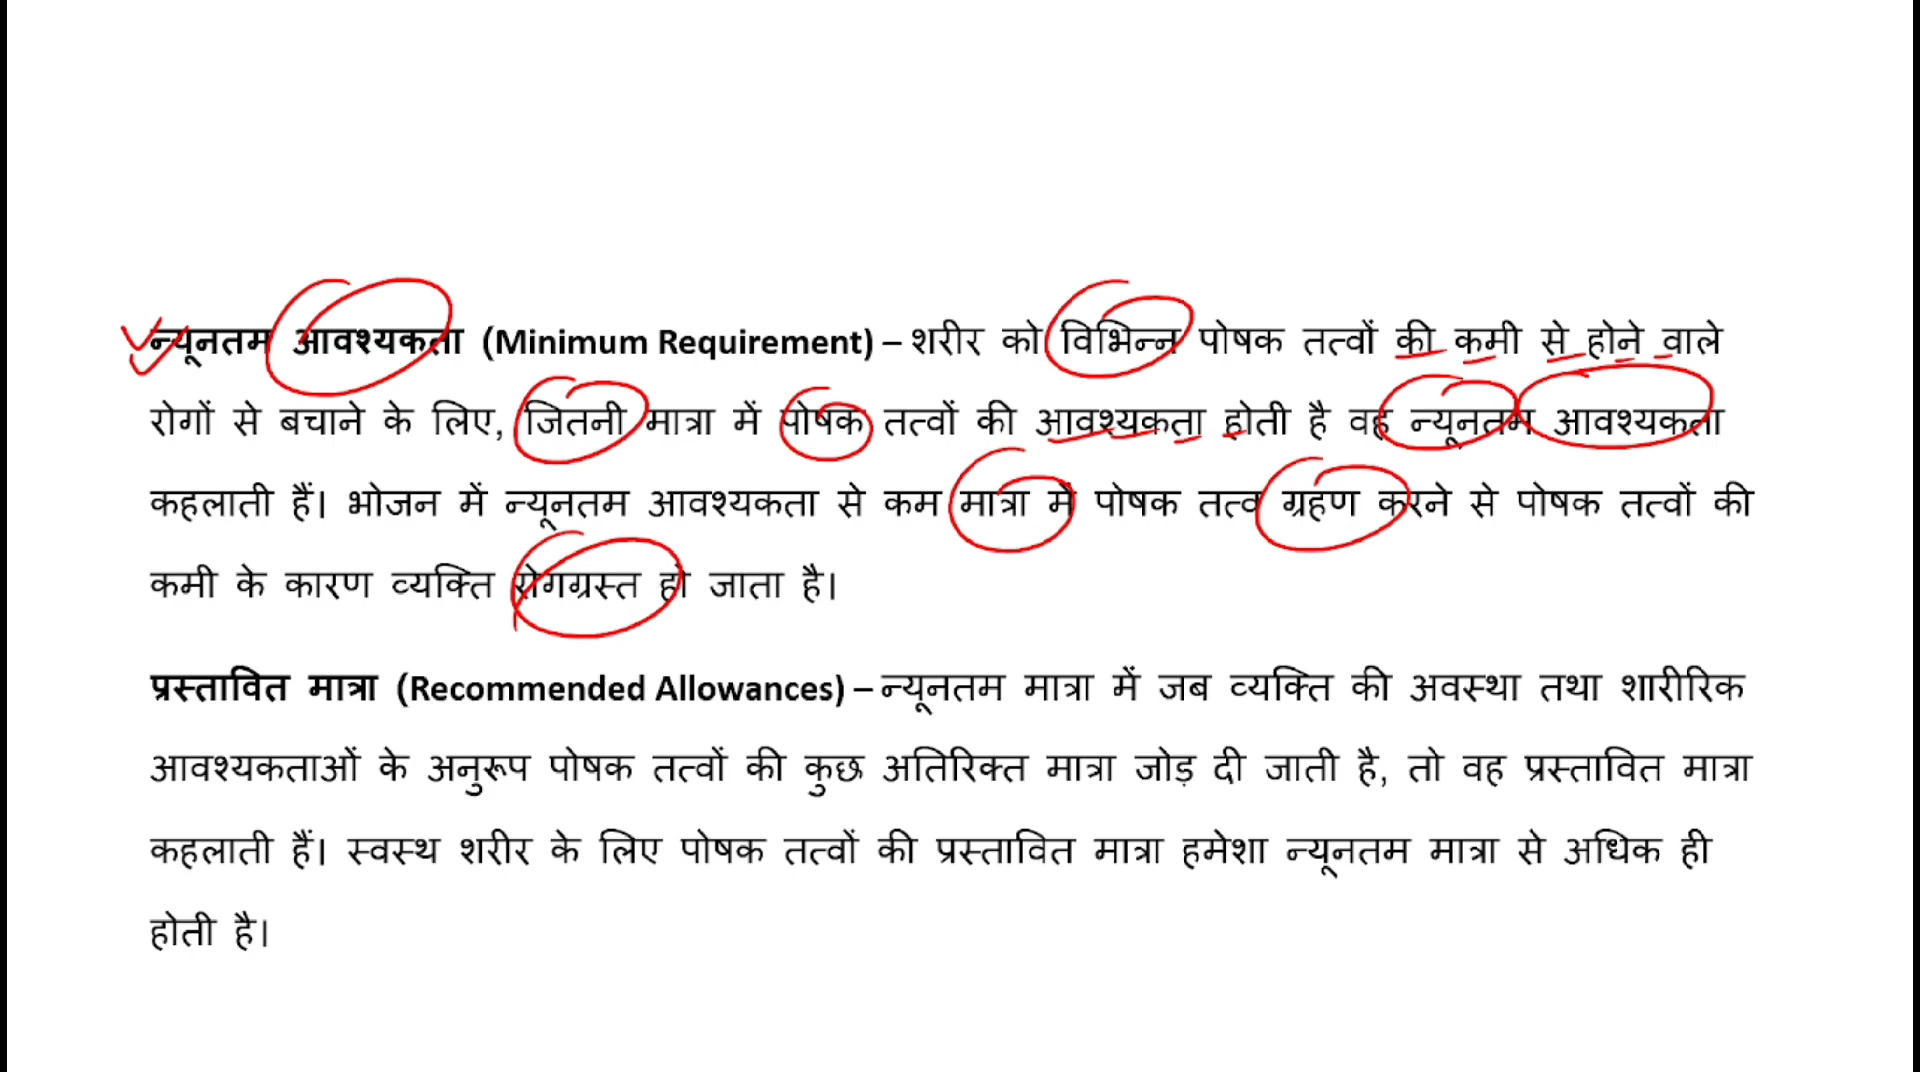 न्यूनतम आवश्यकता (Minimum Requirement) – शरीर को विभिन्न पोषक तत्वों की कमी से होने वाले
रोगों से बचाने के लिए, जितनी मात्रा में पोषक तत्वों की आवश्यकता होती है वह न्यूनतम आवश्यकता
कहलाती हैं। भोजन में न्यूनतम आवश्यकता से कम मात्रा में पोषक तत्व ग्रहण करने से पोषक तत्वों की
कमी के कारण व्यक्ति रोगग्रस्त हो जाता है।
प्रस्तावित मात्रा (Recommended Allowances) – न्यूनतम मात्रा में जब व्यक्ति की अवस्था तथा शारीरिक
आवश्यकताओं के अनुरूप पोषक तत्वों की कुछ अतिरिक्त मात्रा जोड़ दी जाती है, तो वह प्रस्तावित मात्रा
कहलाती हैं। स्वस्थ शरीर के लिए पोषक तत्वों की प्रस्तावित मात्रा हमेशा न्यूनतम मात्रा से अधिक ही
होती है।